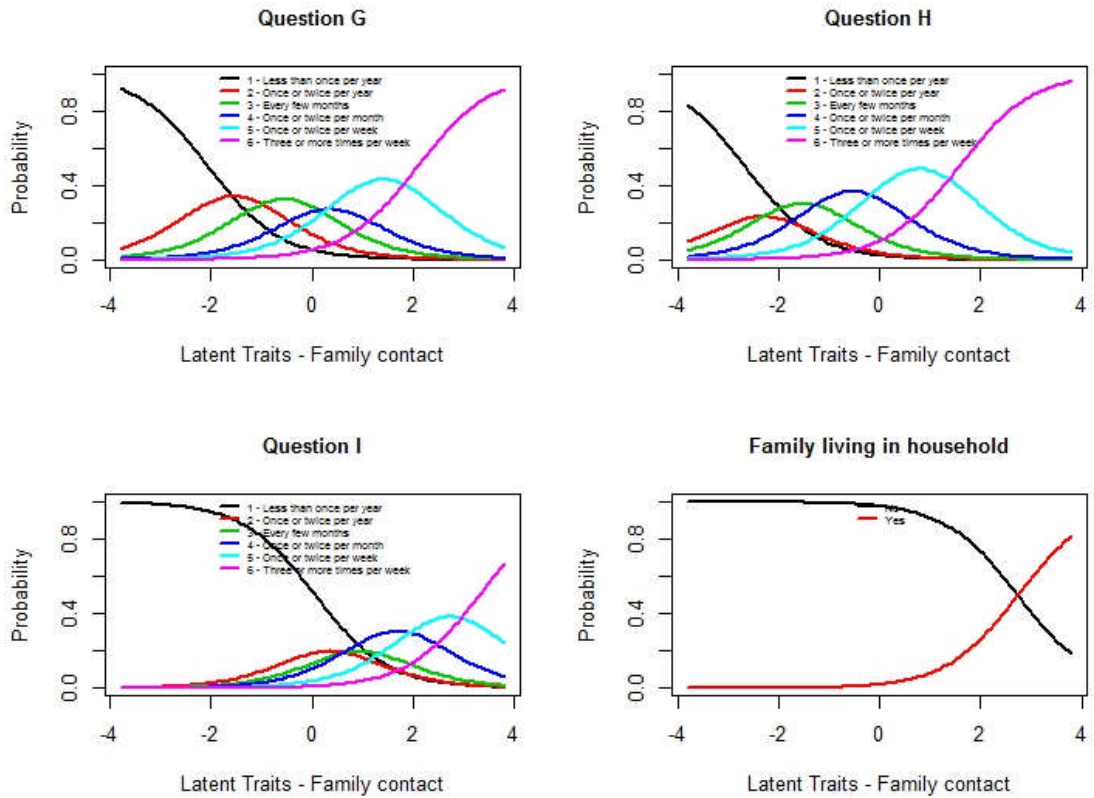 Question G
1 - Less than once per year
2 - Once or twice per year
3 - Every few months
4 - Once or twice per month
5 - Once or twice per week
6 - Three or more times per week
Probability
0.0 0.4 0.8
-4 -2 0 2 4
Latent Traits - Family contact
Question H
1 - Less than once per year
2 - Once or twice per year
3 - Every few months
4 - Once or twice per month
5 - Once or twice per week
6 - Three or more times per week
Probability
0.0 0.4 0.8
-4 -2 0 2 4
Latent Traits - Family contact
Question I
1 - Less than once per year
2 - Once or twice per year
3 - Every few months
4 - Once or twice per month
5 - Once or twice per week
6 - Three or more times per week
Probability
0.0 0.4 0.8
-4 -2 0 2 4
Latent Traits - Family contact
Family living in household
No
Yes
Probability
0.0 0.4 0.8
-4 -2 0 2 4
Latent Traits - Family contact